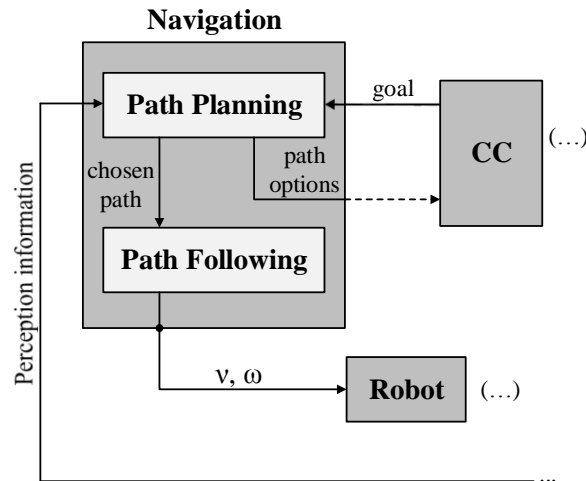 Navigation
Path Planning
goal
CC
(...)
chosen
path
path
options
Path Following
Perception information
ν, ω
Robot
(...)
...